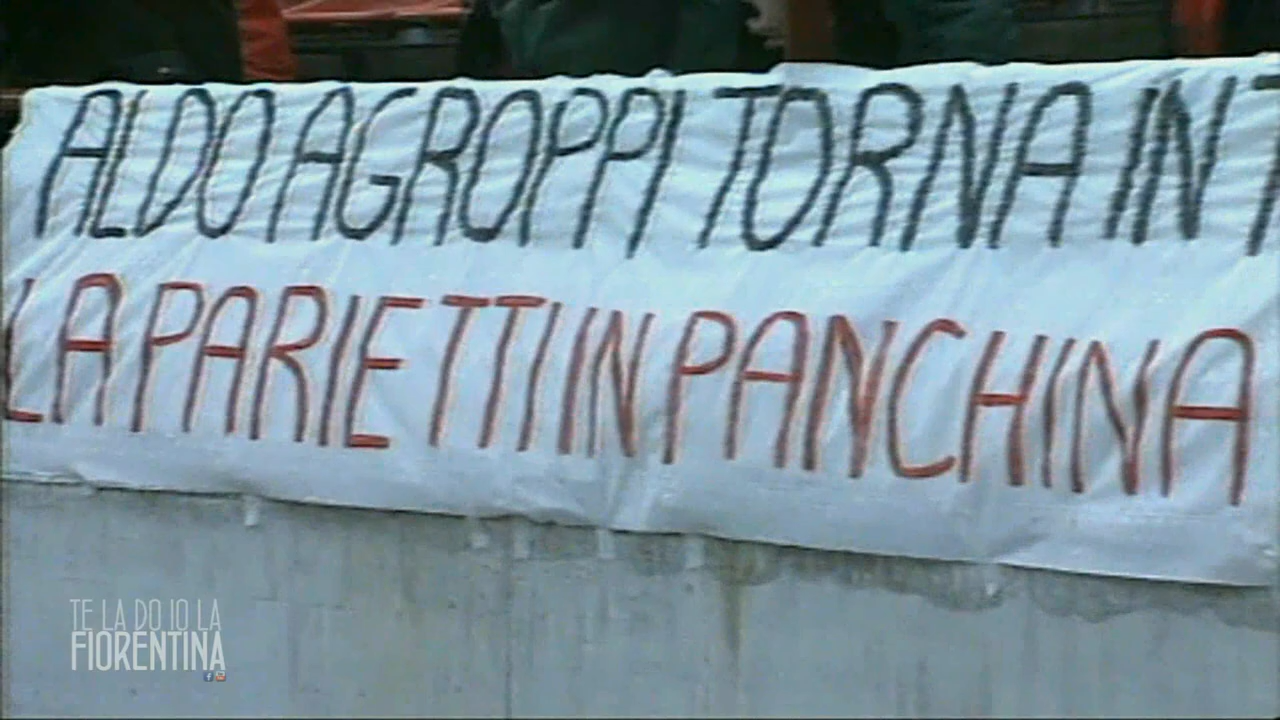 ALDO AGROPPI TORNA IN
LA PARIETTI IN PANCHINA
TE LA DO IO LA
FIORENTINA